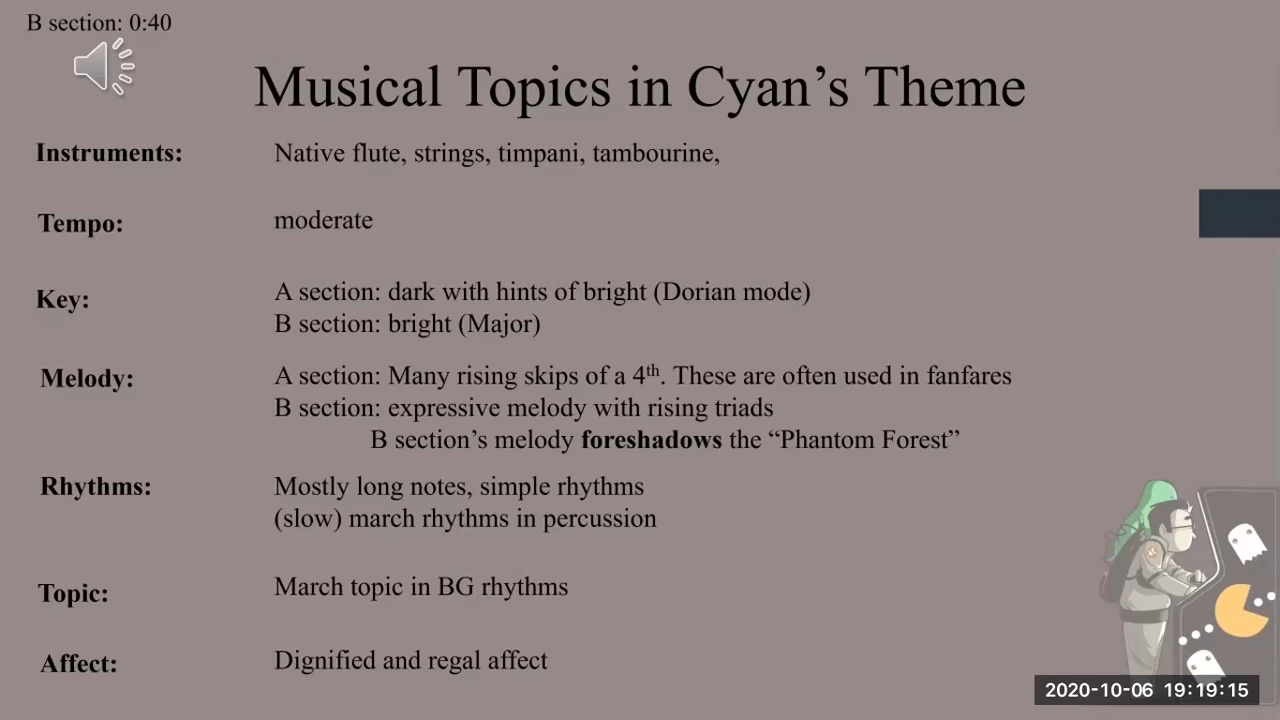 B section: 0:40
Musical Topics in Cyan’s Theme
Instruments: Native flute, strings, timpani, tambourine,
Tempo: moderate
Key: A section: dark with hints of bright (Dorian mode)
B section: bright (Major)
Melody: A section: Many rising skips of a 4th. These are often used in fanfares
B section: expressive melody with rising triads
B section’s melody foreshadows the “Phantom Forest”
Rhythms: Mostly long notes, simple rhythms
(slow) march rhythms in percussion
Topic: March topic in BG rhythms
Affect: Dignified and regal affect
2020-10-06 19:19:15